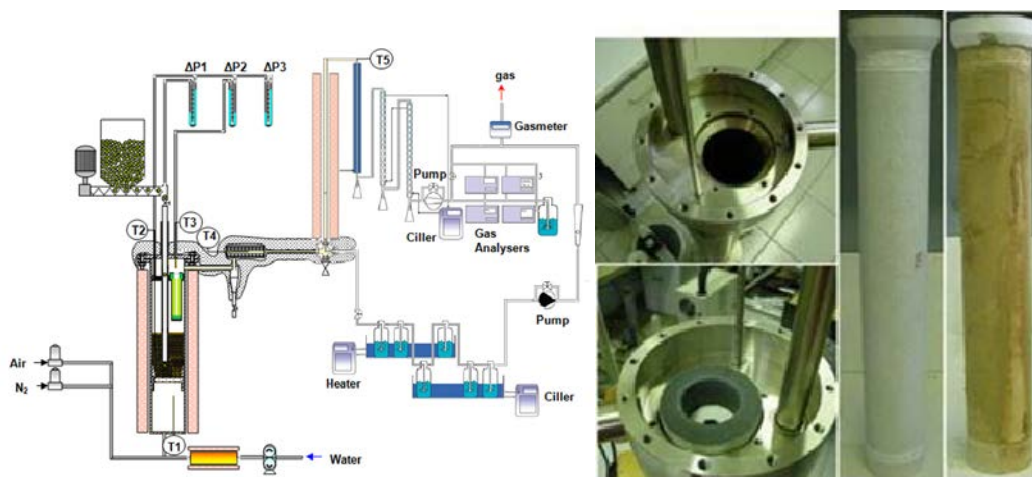 ΔP1 ΔP2 ΔP3
T5
gas
Gasmeter
Pump
Ciller
Gas
Analysers
T2
T3
T4
Pump
Air
N₂
Heater
Ciller
T1
Water